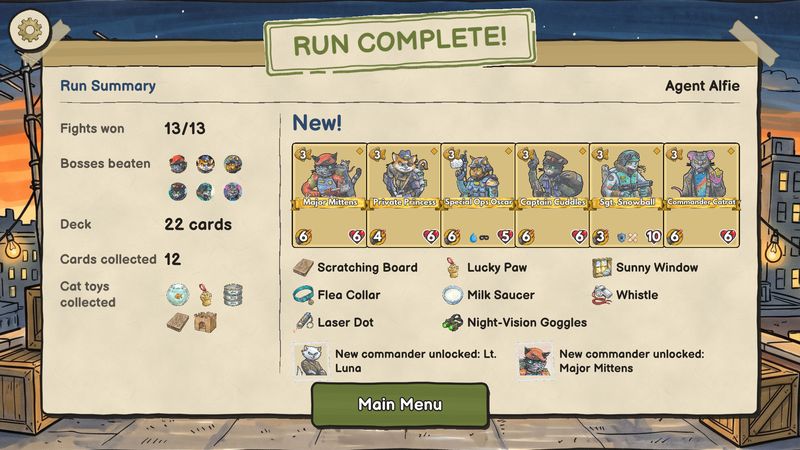 RUN COMPLETE!
Run Summary
Agent Alfie
Fights won 13/13
Bosses beaten
Deck 22 cards
Cards collected 12
Cat toys
collected
New!
3 3 3 3 3 3
Major Mittens Private Princess Special Ops Oscar Captain Cuddles Sgt. Snowball Commander Catrat
6 6 4 6 6 5 6 6 3 10 6 6
Scratching Board Lucky Paw Sunny Window
Flea Collar Milk Saucer Whistle
Laser Dot Night-Vision Goggles
New commander unlocked: Lt.
Luna
New commander unlocked:
Major Mittens
Main Menu